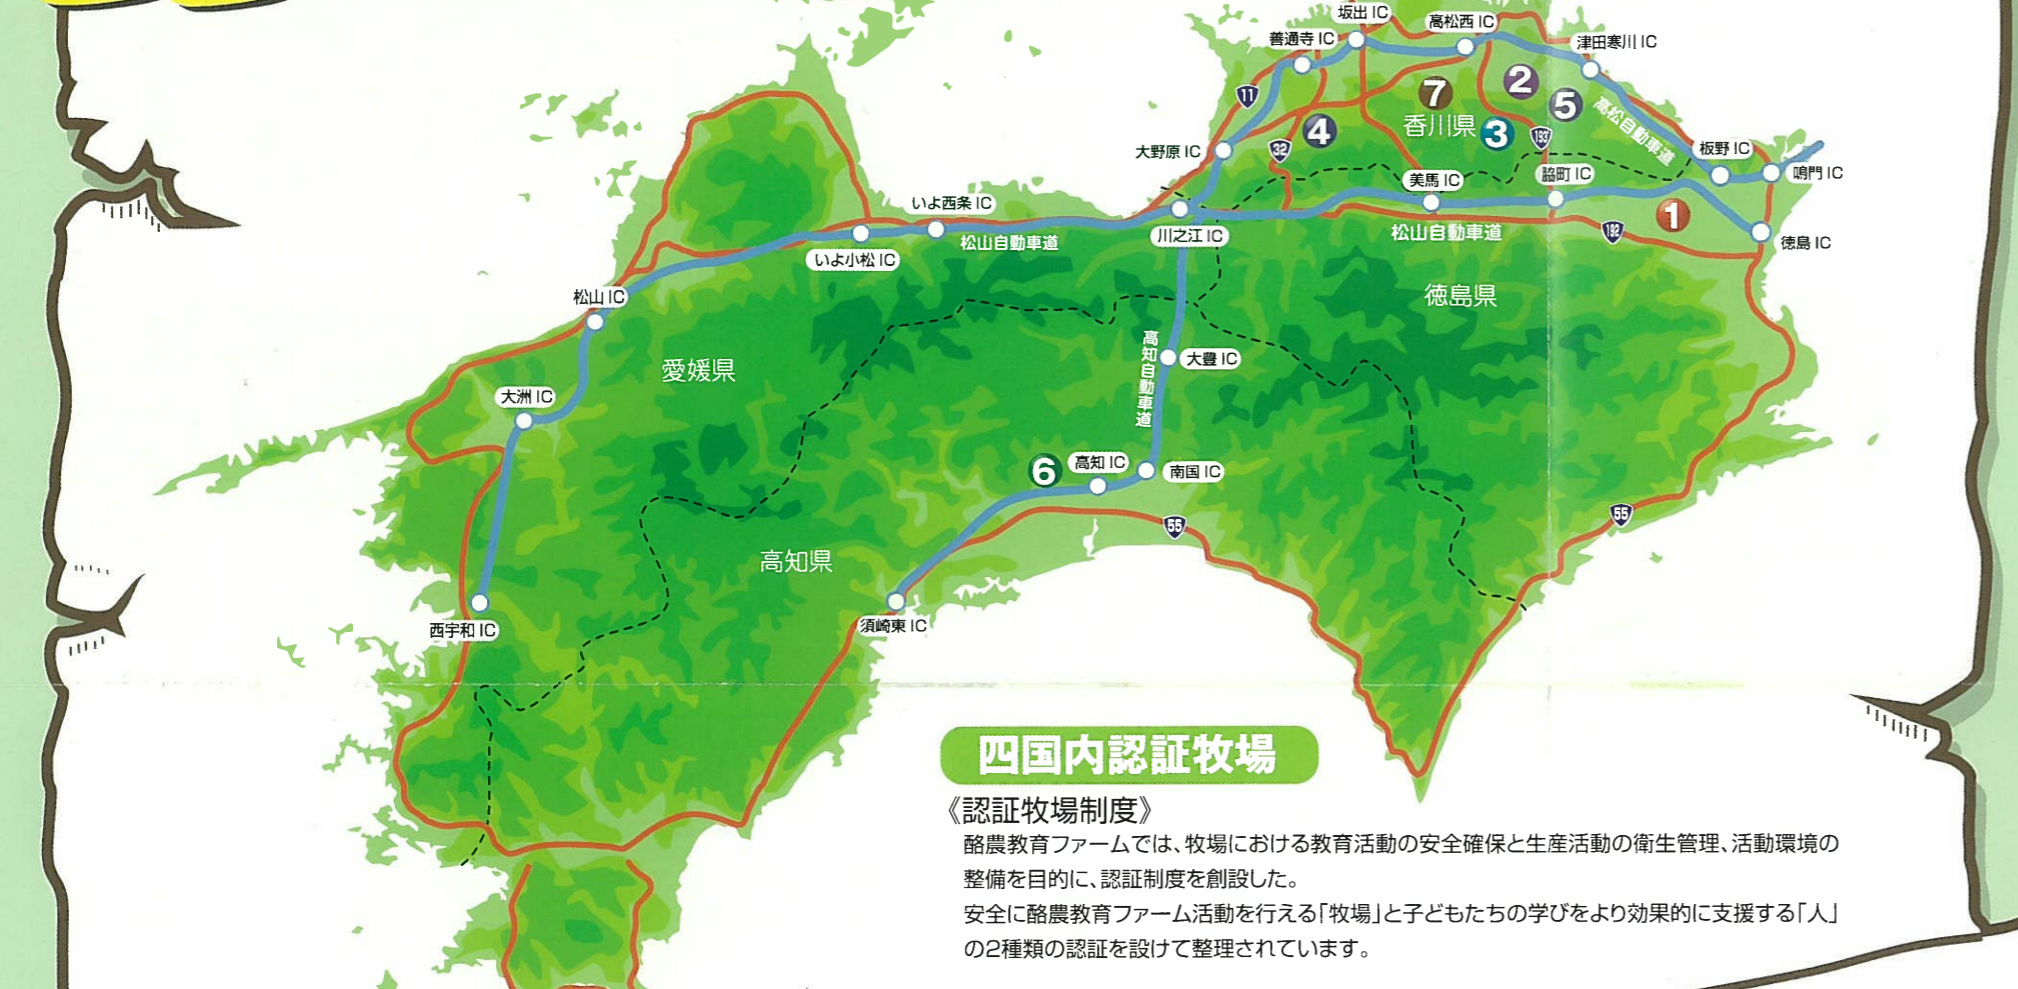 坂出 IC
高松西 IC
善通寺 IC
津田寒川 IC
11
7
2
5
高松自動車道
4
香川県
3
193
32
大野原 IC
板野 IC
鳴門 IC
美馬 IC
脇町 IC
いよ西条 IC
1
川之江 IC
松山自動車道
松山自動車道
192
徳島 IC
いよ小松 IC
松山 IC
徳島県
高知自動車道
大豊 IC
愛媛県
大洲 IC
6
高知 IC
南国 IC
55
55
高知県
西宇和 IC
須崎東 IC
四国内認証牧場
《認証牧場制度》
酪農教育ファームでは、牧場における教育活動の安全確保と生産活動の衛生管理、活動環境の
整備を目的に、認証制度を創設した。
安全に酪農教育ファーム活動を行える「牧場」と子どもたちの学びをより効果的に支援する「人」
の2種類の認証を設けて整理されています。